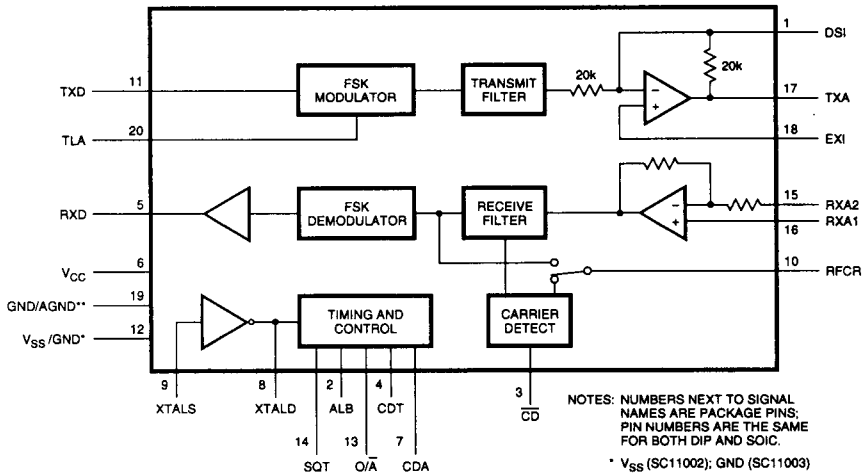 1 DSI
20k
20k
TXD 11
FSK
MODULATOR
TRANSMIT
FILTER
−
+
17 TXA
TLA 20
18 EXI
RXD 5
FSK
DEMODULATOR
RECEIVE
FILTER
−
+
15 RXA2
RXA1
16
10 RFCR
VCC 6
GND/AGND** 19
VSS/GND* 12
TIMING AND
CONTROL
CARRIER
DETECT
9 8 2 4 3
XTALS XTALD ALB CDT C̅D̅
14 13 7
SQT O/A̅ CDA
NOTES: NUMBERS NEXT TO SIGNAL
NAMES ARE PACKAGE PINS;
PIN NUMBERS ARE THE SAME
FOR BOTH DIP AND SOIC.
* VSS (SC11002); GND (SC11003)